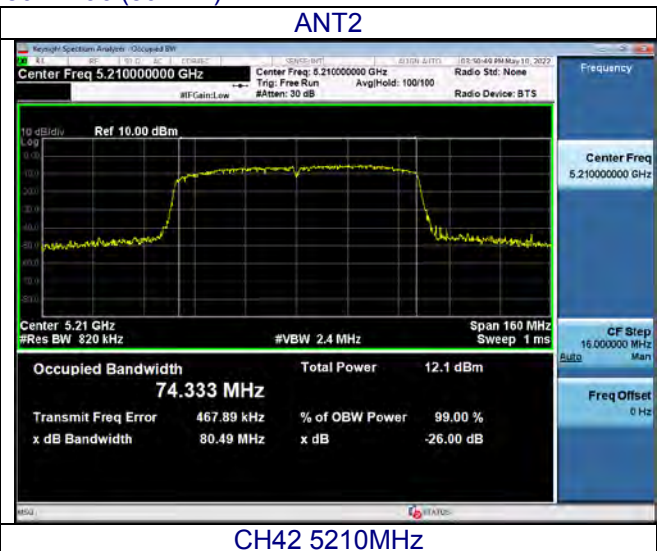 ANT2
Keysight Spectrum Analyzer - Occupied BW
Center Freq 5.210000000 GHz
Center Freq: 5.210000000 GHz
Radio Std: None
Trig: Free Run Avg|Hold: 100/100
#IFGain:Low #Atten: 30 dB Radio Device: BTS
Frequency
10 dB/div Ref 10.00 dBm
Log
Center Freq
5.210000000 GHz
Center 5.21 GHz Span 160 MHz
#Res BW 820 kHz #VBW 2.4 MHz Sweep 1 ms
CF Step
16.000000 MHz
Auto Man
Occupied Bandwidth Total Power 12.1 dBm
74.333 MHz
Freq Offset
0 Hz
Transmit Freq Error 467.89 kHz % of OBW Power 99.00 %
x dB Bandwidth 80.49 MHz x dB -26.00 dB
MSG STATUS
CH42 5210MHz